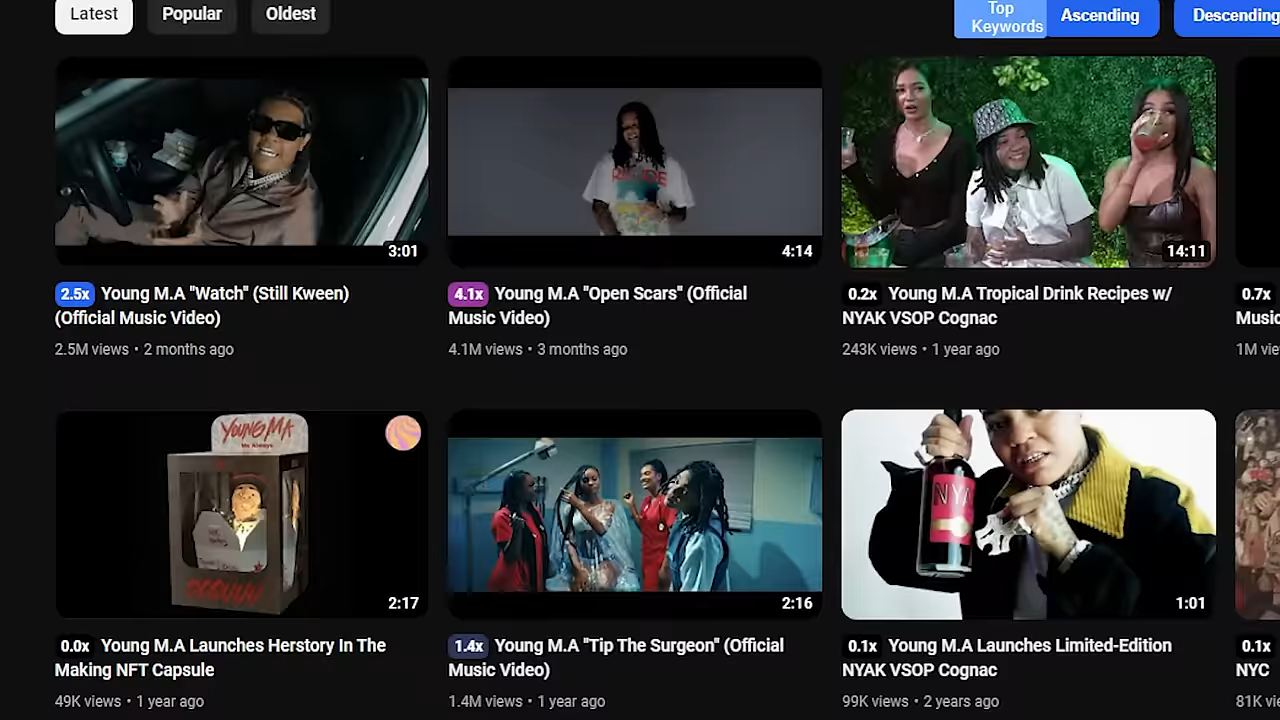 Latest
Popular
Oldest
Top
Keywords
Ascending
Descending
3:01
4:14
14:11
2.5x Young M.A "Watch" (Still Kween)
(Official Music Video)
2.5M views • 2 months ago
4.1x Young M.A "Open Scars" (Official
Music Video)
4.1M views • 3 months ago
0.2x Young M.A Tropical Drink Recipes w/
NYAK VSOP Cognac
243K views • 1 year ago
0.7x
Music
1M vie
YOUNG MA
2:17
2:16
NYA
1:01
0.0x Young M.A Launches Herstory In The
Making NFT Capsule
49K views • 1 year ago
1.4x Young M.A "Tip The Surgeon" (Official
Music Video)
1.4M views • 1 year ago
0.1x Young M.A Launches Limited-Edition
NYAK VSOP Cognac
99K views • 2 years ago
0.1x
NYC
81K vie